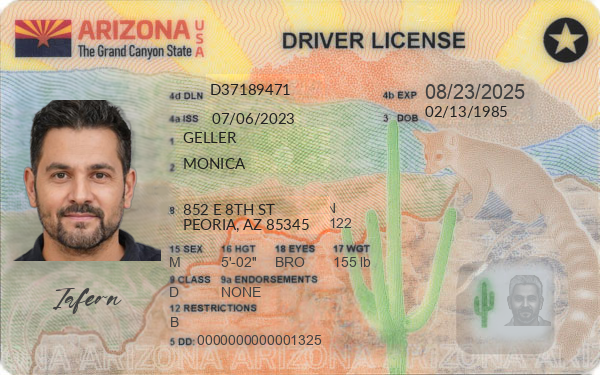 ARIZONA USA
The Grand Canyon State
DRIVER LICENSE
4d DLN D37189471
4b EXP 08/23/2025
4a ISS 07/06/2023
3 DOB 02/13/1985
1 GELLER
2 MONICA
8 852 E 8TH ST
PEORIA, AZ 85345
122
15 SEX 16 HGT 18 EYES 17 WGT
M 5'-02" BRO 155 lb
9 CLASS 9a ENDORSEMENTS
D NONE
12 RESTRICTIONS
B
Tafern
5 DD: 0000000000001325
ARIZONA ARIZONA ARIZONA ARIZONA